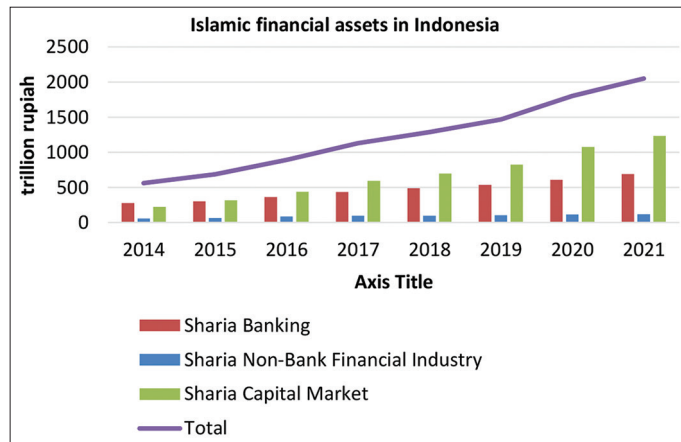 Islamic financial assets in Indonesia
trillion rupiah
2500
2000
1500
1000
500
0
2014 2015 2016 2017 2018 2019 2020 2021
Axis Title
Sharia Banking
Sharia Non-Bank Financial Industry
Sharia Capital Market
Total